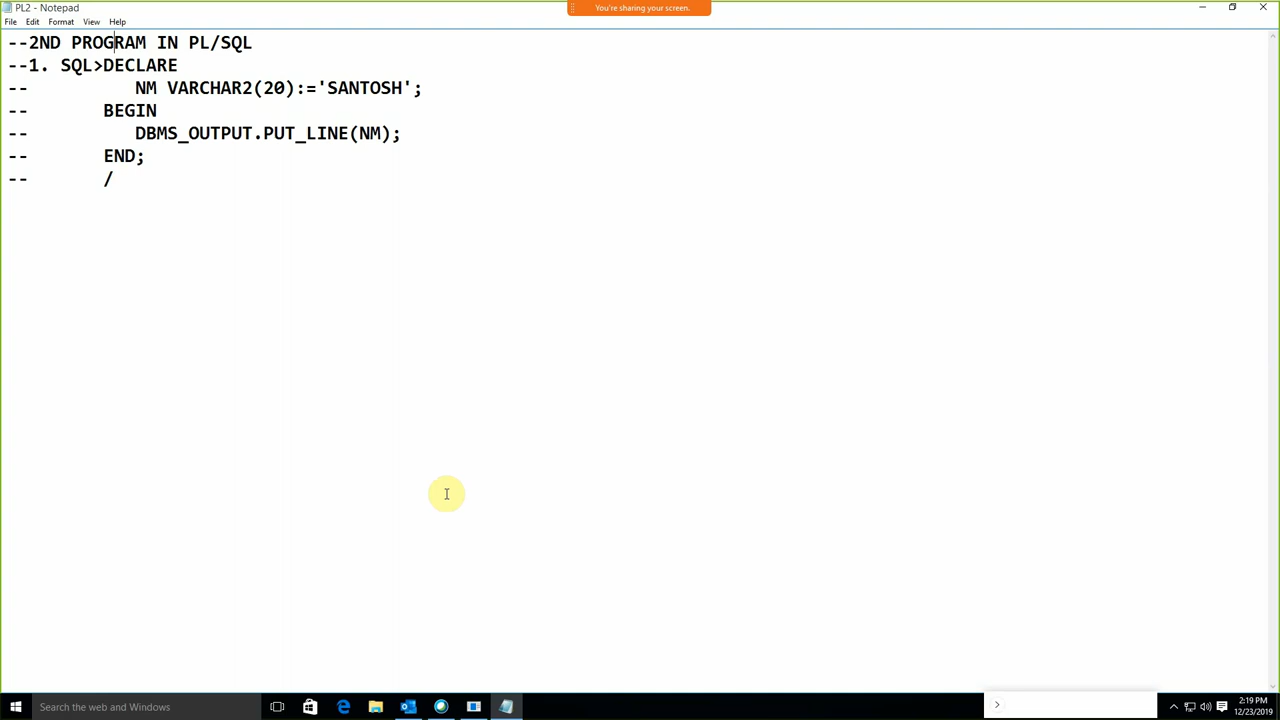 PL2 - Notepad
You're sharing your screen.
File Edit Format View Help
--2ND PROGRAM IN PL/SQL
--1. SQL>DECLARE
-- NM VARCHAR2(20):='SANTOSH';
-- BEGIN
-- DBMS_OUTPUT.PUT_LINE(NM);
-- END;
-- /
Search the web and Windows
2:19 PM
12/23/2019